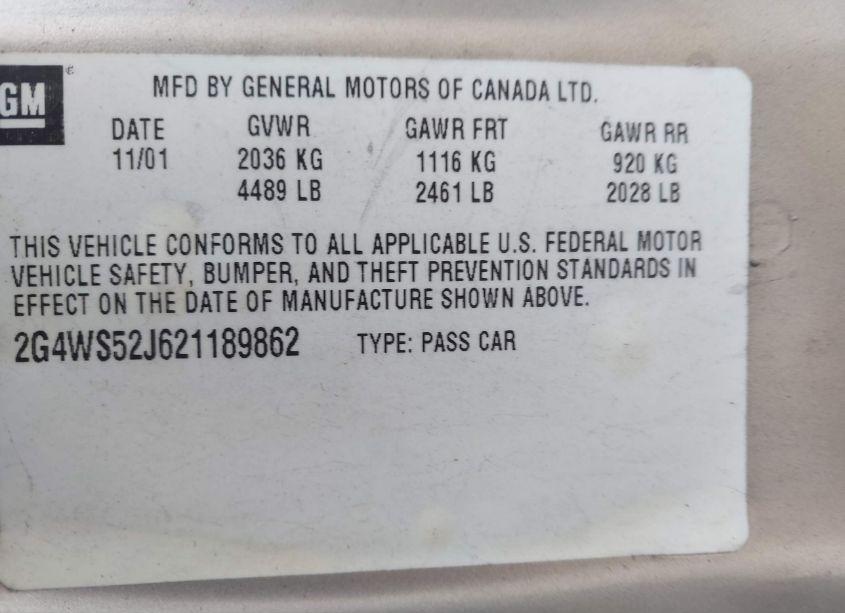 GM
MFD BY GENERAL MOTORS OF CANADA LTD.
DATE GVWR GAWR FRT GAWR RR
11/01 2036 KG 1116 KG 920 KG
4489 LB 2461 LB 2028 LB
THIS VEHICLE CONFORMS TO ALL APPLICABLE U.S. FEDERAL MOTOR
VEHICLE SAFETY, BUMPER, AND THEFT PREVENTION STANDARDS IN
EFFECT ON THE DATE OF MANUFACTURE SHOWN ABOVE.
2G4WS52J621189862 TYPE: PASS CAR